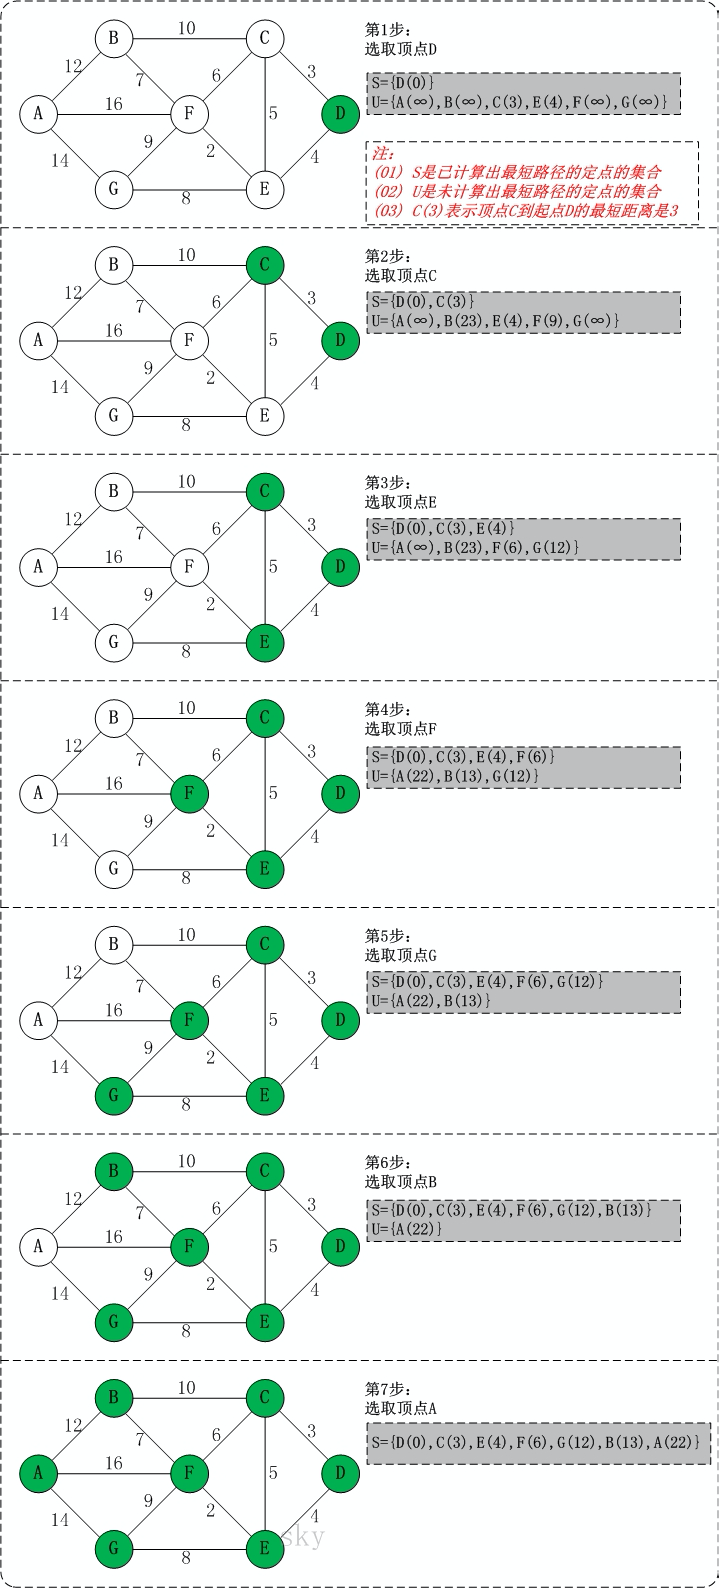 10
B
C
12
7
6
3
16
A
F
5
D
14
9
2
4
G
E
8
第1步:
选取顶点D
S={D(0)}
U={A(∞),B(∞),C(3),E(4),F(∞),G(∞)}
注:
(01) S是已计算出最短路径的定点的集合
(02) U是未计算出最短路径的定点的集合
(03) C(3)表示顶点C到起点D的最短距离是3
10
B
C
12
7
6
3
16
A
F
5
D
14
9
2
4
G
E
8
第2步:
选取顶点C
S={D(0),C(3)}
U={A(∞),B(23),E(4),F(9),G(∞)}
10
B
C
12
7
6
3
16
A
F
5
D
14
9
2
4
G
E
8
第3步:
选取顶点E
S={D(0),C(3),E(4)}
U={A(∞),B(23),F(6),G(12)}
10
B
C
12
7
6
3
16
A
F
5
D
14
9
2
4
G
E
8
第4步:
选取顶点F
S={D(0),C(3),E(4),F(6)}
U={A(22),B(13),G(12)}
10
B
C
12
7
6
3
16
A
F
5
D
14
9
2
4
G
E
8
第5步:
选取顶点G
S={D(0),C(3),E(4),F(6),G(12)}
U={A(22),B(13)}
10
B
C
12
7
6
3
16
A
F
5
D
14
9
2
4
G
E
8
第6步:
选取顶点B
S={D(0),C(3),E(4),F(6),G(12),B(13)}
U={A(22)}
10
B
C
12
7
6
3
16
A
F
5
D
14
9
2
4
G
E
8
第7步:
选取顶点A
S={D(0),C(3),E(4),F(6),G(12),B(13),A(22)}
sky